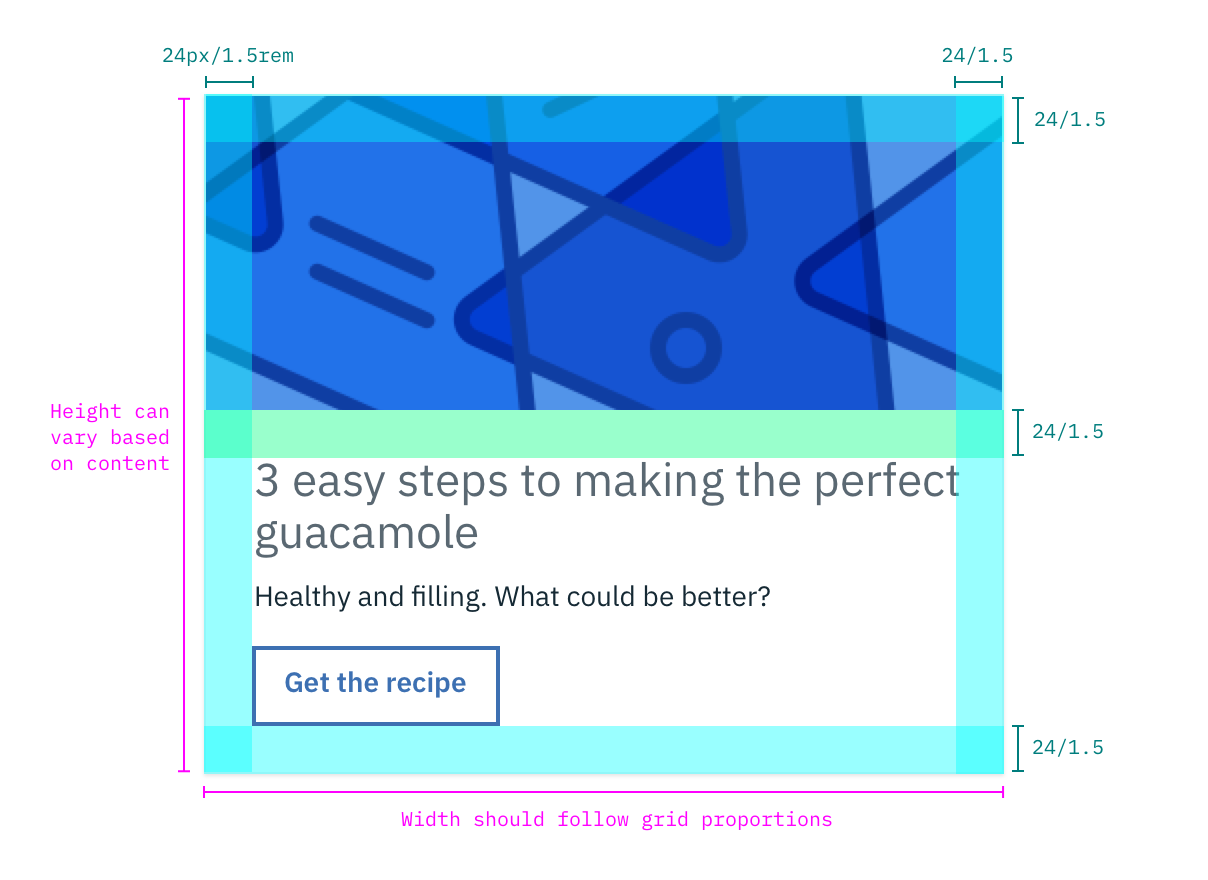 24px/1.5rem
24/1.5
24/1.5
Height can
vary based
on content
24/1.5
3 easy steps to making the perfect
guacamole
Healthy and filling. What could be better?
Get the recipe
24/1.5
Width should follow grid proportions